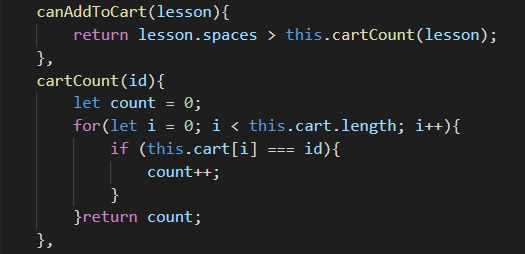 canAddToCart(lesson){
    return lesson.spaces > this.cartCount(lesson);
},
cartCount(id){
    let count = 0;
    for(let i = 0; i < this.cart.length; i++){
        if (this.cart[i] === id){
            count++;
        }
    }return count;
},